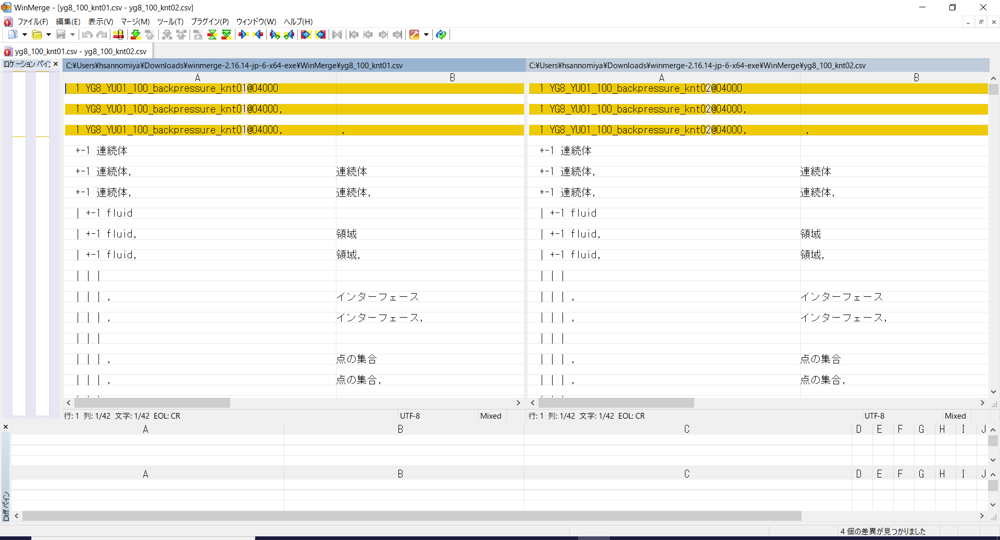 WinMerge - [yg8_100_knt01.csv - yg8_100_knt02.csv]
ファイル(F) 編集(E) 表示(V) マージ(M) ツール(T) プラグイン(P) ウィンドウ(W) ヘルプ(H)
yg8_100_knt01.csv - yg8_100_knt02.csv
ロケーション ペイン
C:¥Users¥hsannomiya¥Downloads¥winmerge-2.16.14-jp-6-x64-exe¥WinMerge¥yg8_100_knt01.csv
C:¥Users¥hsannomiya¥Downloads¥winmerge-2.16.14-jp-6-x64-exe¥WinMerge¥yg8_100_knt02.csv
A B A B
1 YG8_YU01_100_backpressure_knt01@04000 1 YG8_YU01_100_backpressure_knt02@04000
1 YG8_YU01_100_backpressure_knt01@04000, 1 YG8_YU01_100_backpressure_knt02@04000,
1 YG8_YU01_100_backpressure_knt01@04000, , 1 YG8_YU01_100_backpressure_knt02@04000, ,
+-1 連続体 +-1 連続体
+-1 連続体, 連続体 +-1 連続体, 連続体
+-1 連続体, 連続体, +-1 連続体, 連続体,
| +-1 fluid | +-1 fluid
| +-1 fluid, 領域 | +-1 fluid, 領域
| +-1 fluid, 領域, | +-1 fluid, 領域,
| | | | | |
| | | , インターフェース | | | , インターフェース
| | | , インターフェース, | | | , インターフェース,
| | | | | |
| | | , 点の集合 | | | , 点の集合
| | | , 点の集合, | | | , 点の集合,
行: 1 列: 1/42 文字: 1/42 EOL: CR UTF-8 Mixed
行: 1 列: 1/42 文字: 1/42 EOL: CR UTF-8 Mixed
A B C D E F G H I J
A B C D E F G H I J
Diff ペイン
4 個の差異が見つかりました